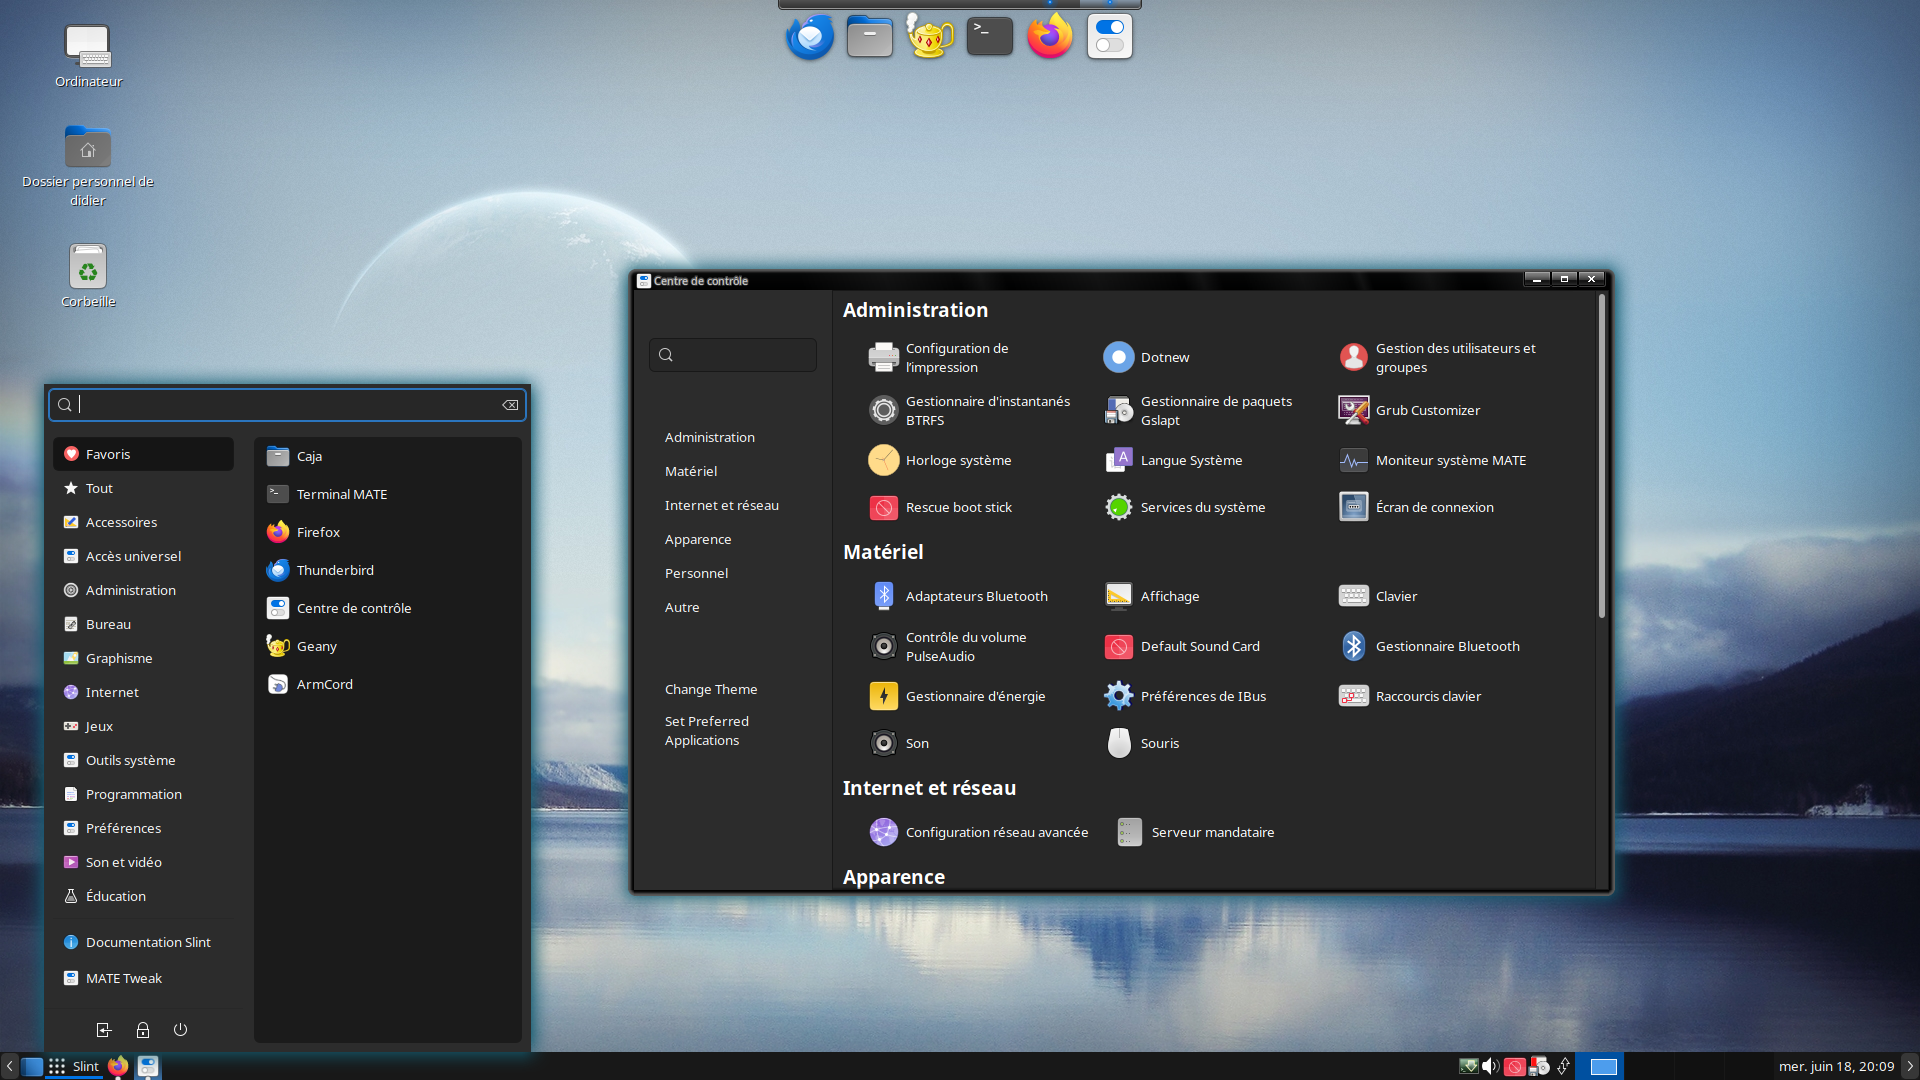 Ordinateur
Dossier personnel de
didier
Corbeille
Centre de contrôle
Administration
Matériel
Internet et réseau
Apparence
Personnel
Autre
Change Theme
Set Preferred
Applications
Administration
Configuration de
l’impression
Dotnew
Gestion des utilisateurs et
groupes
Gestionnaire d'instantanés
BTRFS
Gestionnaire de paquets
Gslapt
Grub Customizer
Horloge système
Langue Système
Moniteur système MATE
Rescue boot stick
Services du système
Écran de connexion
Matériel
Adaptateurs Bluetooth
Affichage
Clavier
Contrôle du volume
PulseAudio
Default Sound Card
Gestionnaire Bluetooth
Gestionnaire d'énergie
Préférences de IBus
Raccourcis clavier
Son
Souris
Internet et réseau
Configuration réseau avancée
Serveur mandataire
Apparence
Favoris
Tout
Accessoires
Accès universel
Administration
Bureau
Graphisme
Internet
Jeux
Outils système
Programmation
Préférences
Son et vidéo
Éducation
Documentation Slint
MATE Tweak
Caja
Terminal MATE
Firefox
Thunderbird
Centre de contrôle
Geany
ArmCord
Slint
mer. juin 18, 20:09